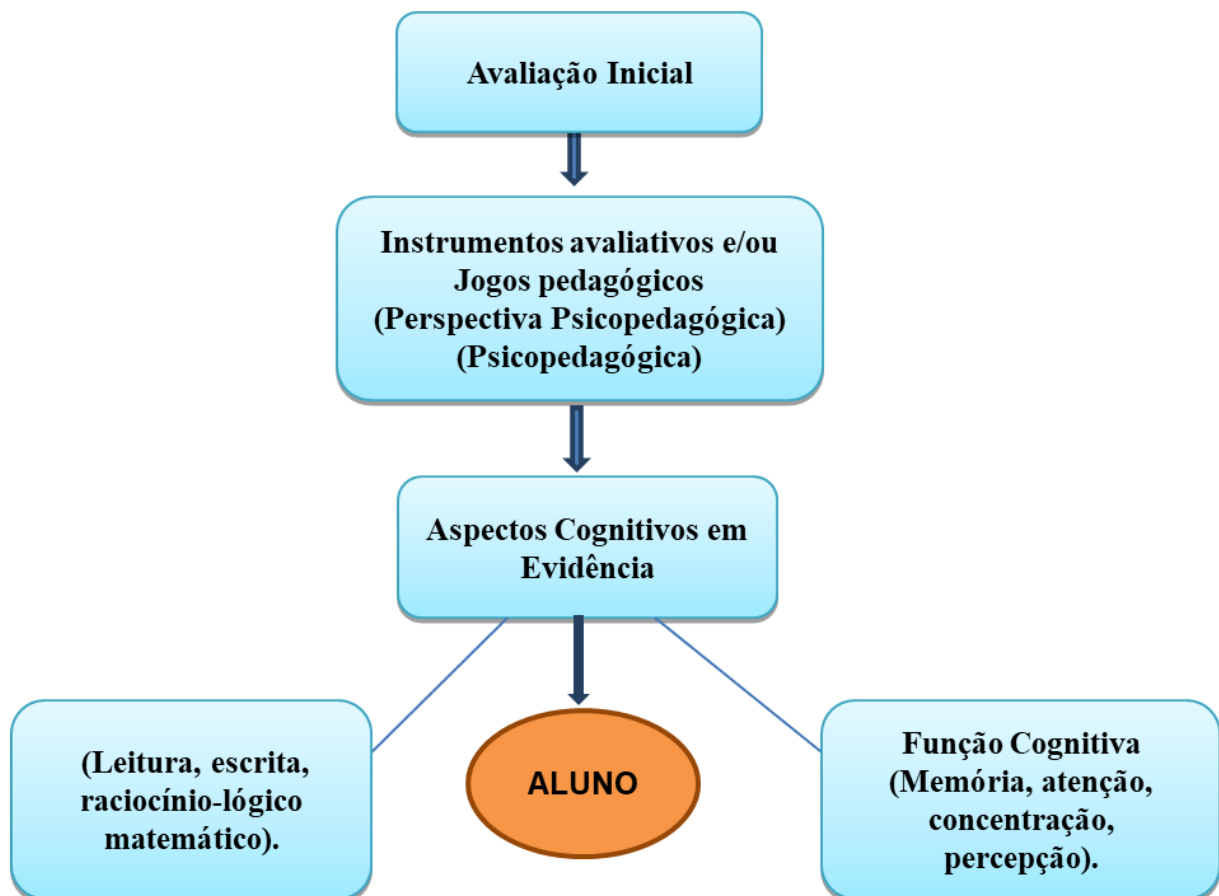 Avaliação Inicial
Instrumentos avaliativos e/ou
Jogos pedagógicos
(Perspectiva Psicopedagógica)
(Psicopedagógica)
Aspectos Cognitivos em
Evidência
(Leitura, escrita,
raciocínio-lógico
matemático).
ALUNO
Função Cognitiva
(Memória, atenção,
concentração,
percepção).